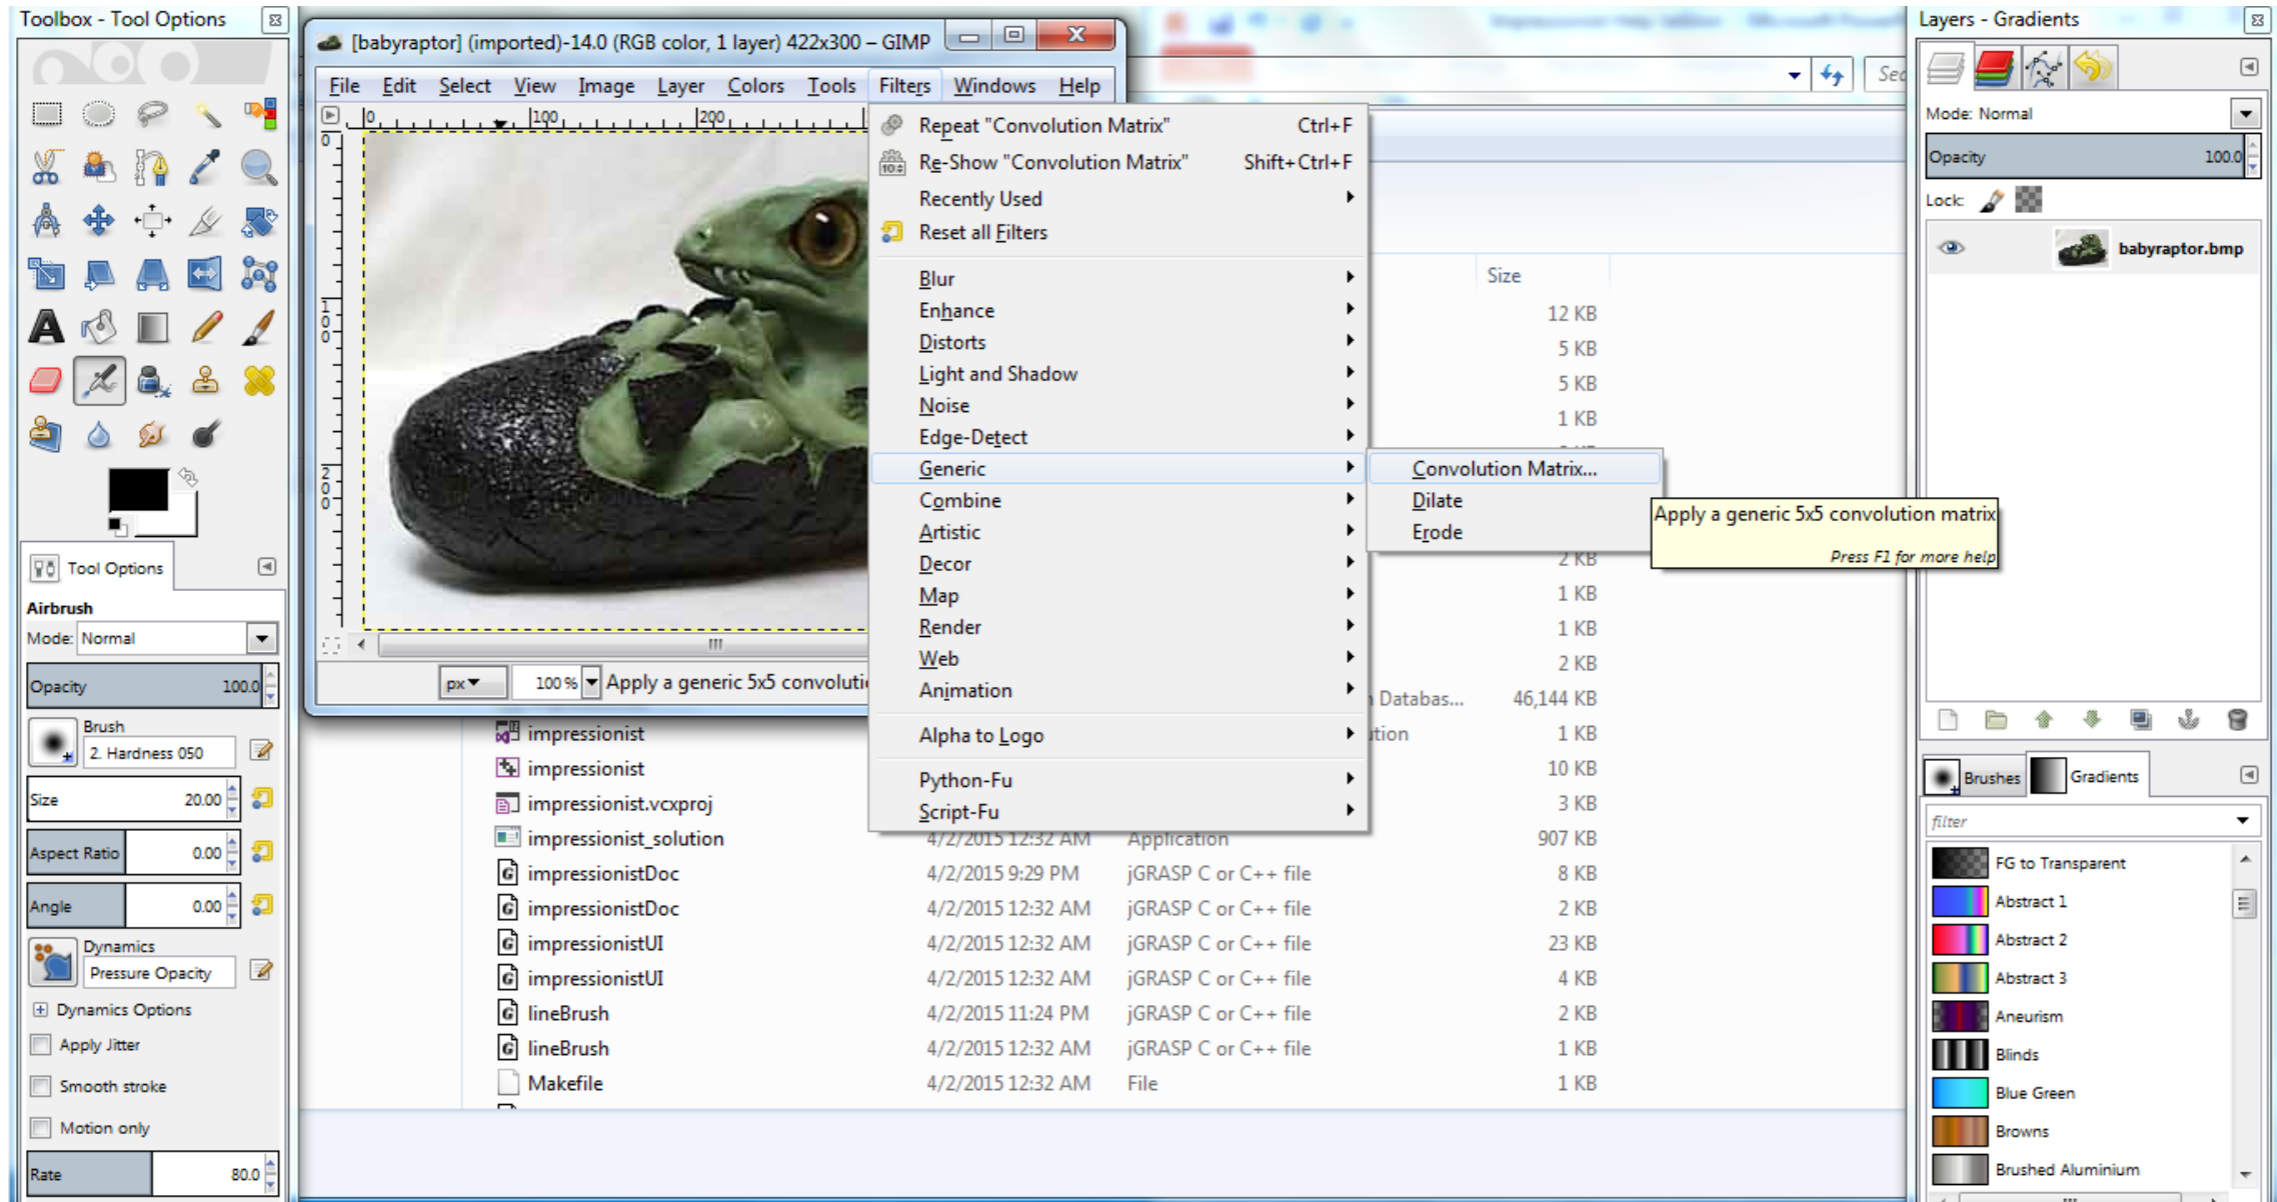 Toolbox - Tool Options
Tool Options
Airbrush
Mode: Normal
Opacity 100.0
Brush
2. Hardness 050
Size 20.00
Aspect Ratio 0.00
Angle 0.00
Dynamics
Pressure Opacity
Dynamics Options
Apply Jitter
Smooth stroke
Motion only
Rate 80.0
[babyraptor] (imported)-14.0 (RGB color, 1 layer) 422x300 – GIMP
File Edit Select View Image Layer Colors Tools Filters Windows Help
0 100 200
0
100
200
px 100 % Apply a generic 5x5
Repeat "Convolution Matrix" Ctrl+F
Re-Show "Convolution Matrix" Shift+Ctrl+F
Recently Used
Reset all Filters
Blur
Enhance
Distorts
Light and Shadow
Noise
Edge-Detect
Generic
Combine
Artistic
Decor
Map
Render
Web
Animation
Alpha to Logo
Python-Fu
Script-Fu
Convolution Matrix...
Dilate
Erode
Apply a generic 5x5 convolution matrix
Press F1 for more help
Size
12 KB
5 KB
5 KB
1 KB
2 KB
1 KB
1 KB
2 KB
Databas... 46,144 KB
impressionist 1 KB
impressionist 10 KB
impressionist.vcxproj 3 KB
impressionist_solution 4/2/2015 12:32 AM Application 907 KB
impressionistDoc 4/2/2015 9:29 PM jGRASP C or C++ file 8 KB
impressionistDoc 4/2/2015 12:32 AM jGRASP C or C++ file 2 KB
impressionistUI 4/2/2015 12:32 AM jGRASP C or C++ file 23 KB
impressionistUI 4/2/2015 12:32 AM jGRASP C or C++ file 4 KB
lineBrush 4/2/2015 11:24 PM jGRASP C or C++ file 2 KB
lineBrush 4/2/2015 12:32 AM jGRASP C or C++ file 1 KB
Makefile 4/2/2015 12:32 AM File 1 KB
Layers - Gradients
Mode: Normal
Opacity 100.0
Lock:
babyraptor.bmp
Brushes Gradients
filter
FG to Transparent
Abstract 1
Abstract 2
Abstract 3
Aneurism
Blinds
Blue Green
Browns
Brushed Aluminium